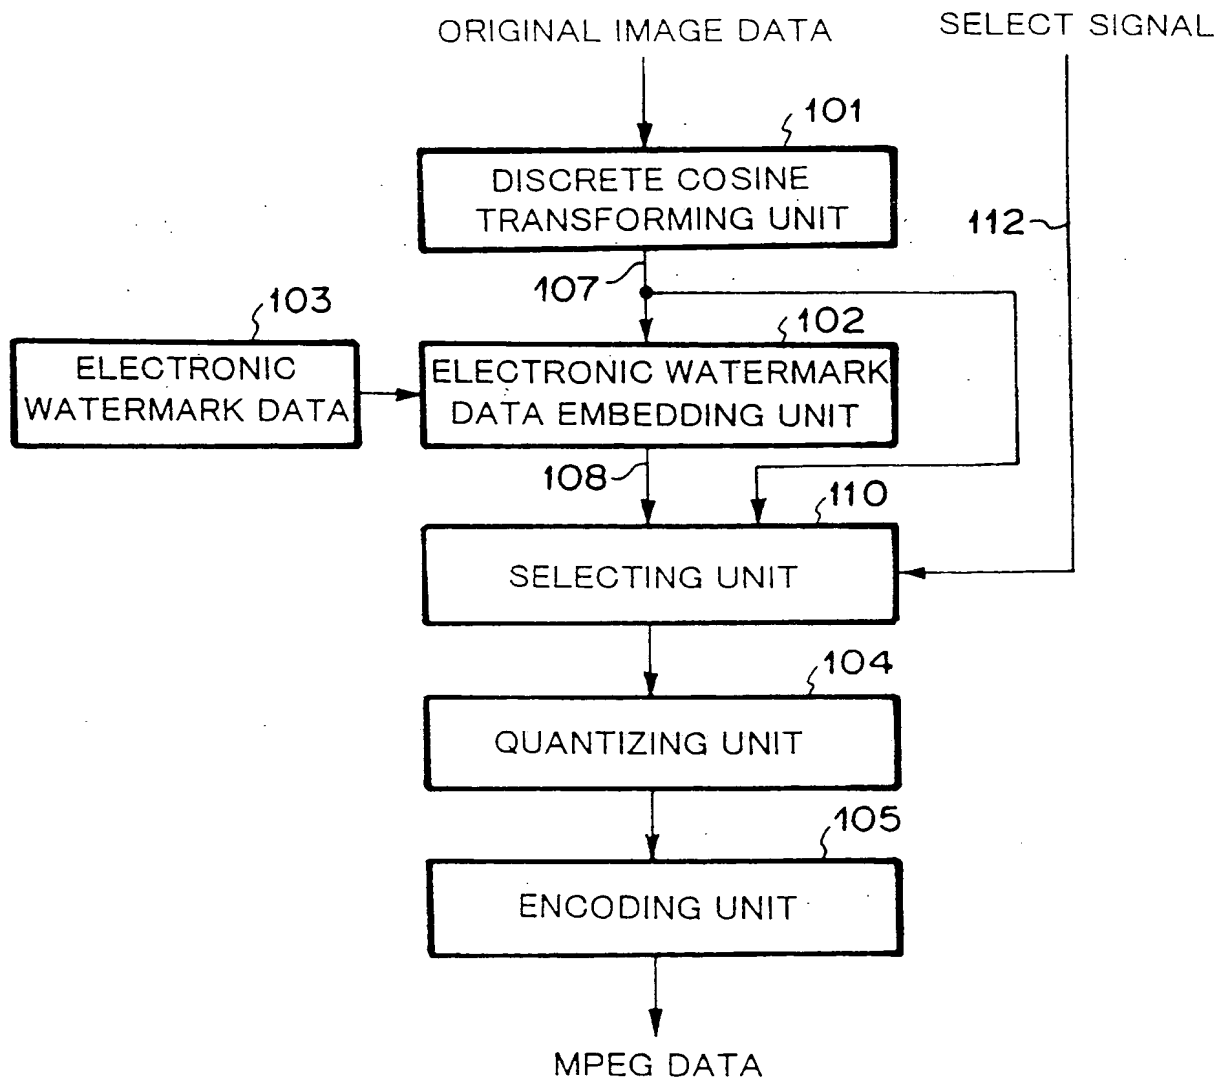 ORIGINAL IMAGE DATA
SELECT SIGNAL
101
DISCRETE COSINE
TRANSFORMING UNIT
112
107
103
102
ELECTRONIC
WATERMARK DATA
ELECTRONIC WATERMARK
DATA EMBEDDING UNIT
108
110
SELECTING UNIT
104
QUANTIZING UNIT
105
ENCODING UNIT
MPEG DATA